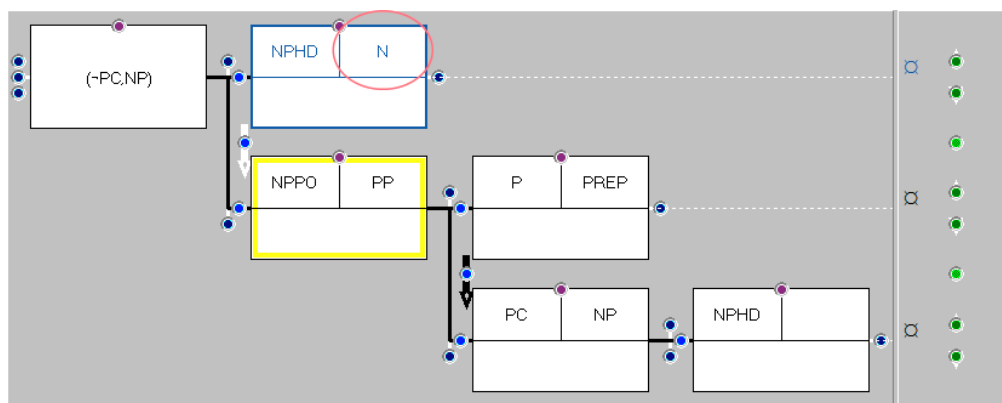 (¬PC,NP)
NPHD N
¤
NPPO PP
P PREP
¤
PC NP
NPHD
¤